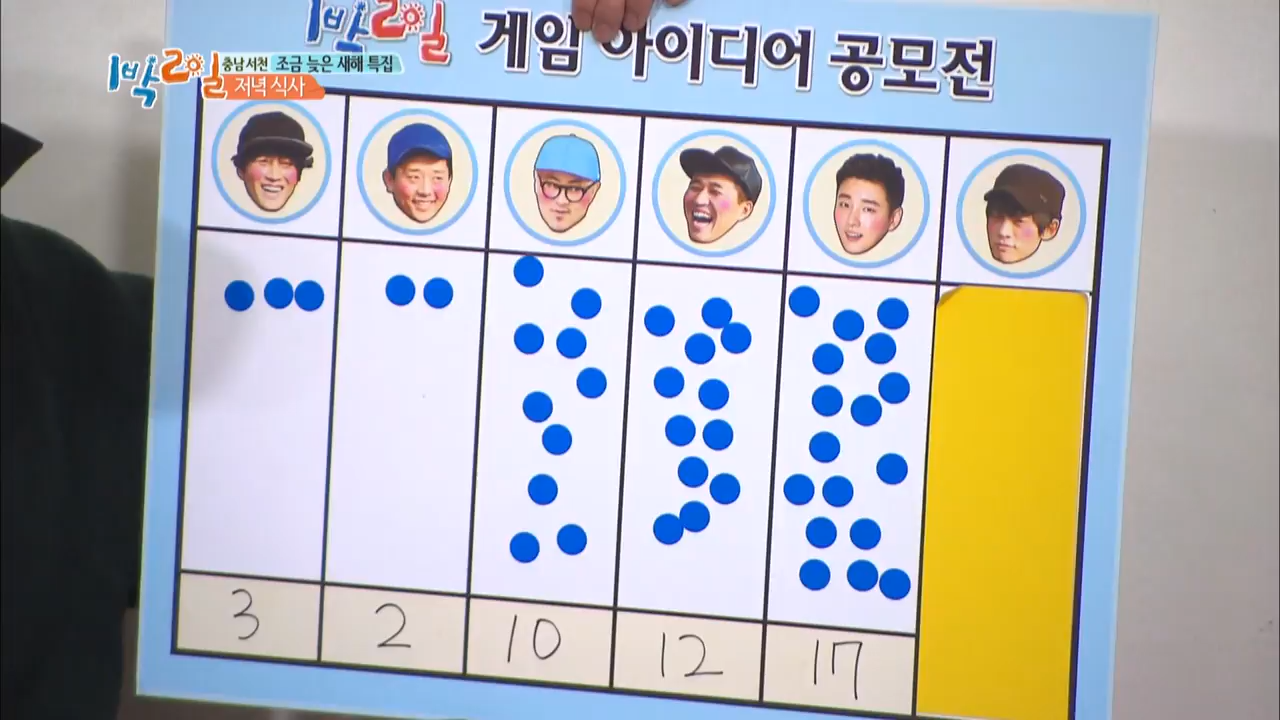 1박2일 게임 아이디어 공모전
1박2일
충남 서천 조금 늦은 새해 특집
저녁 식사
3 2 10 12 17